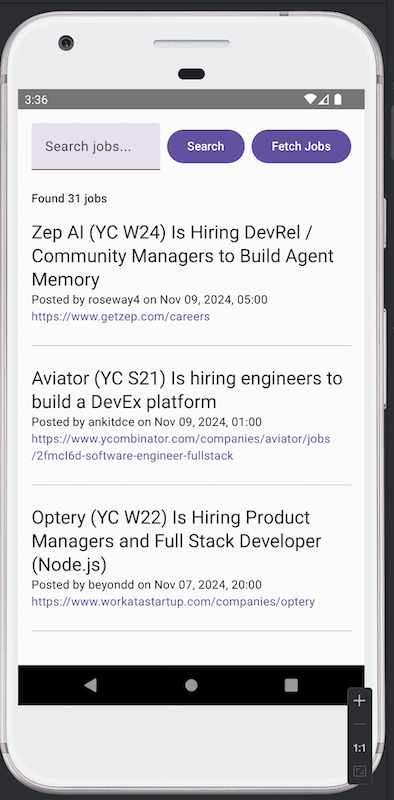 3:36
Search jobs...
Search
Fetch Jobs
Found 31 jobs
Zep AI (YC W24) Is Hiring DevRel /
Community Managers to Build Agent
Memory
Posted by roseway4 on Nov 09, 2024, 05:00
https://www.getzep.com/careers
Aviator (YC S21) Is hiring engineers to
build a DevEx platform
Posted by ankitdce on Nov 09, 2024, 01:00
https://www.ycombinator.com/companies/aviator/jobs
/2fmcI6d-software-engineer-fullstack
Optery (YC W22) Is Hiring Product
Managers and Full Stack Developer
(Node.js)
Posted by beyondd on Nov 07, 2024, 20:00
https://www.workatastartup.com/companies/optery
1:1